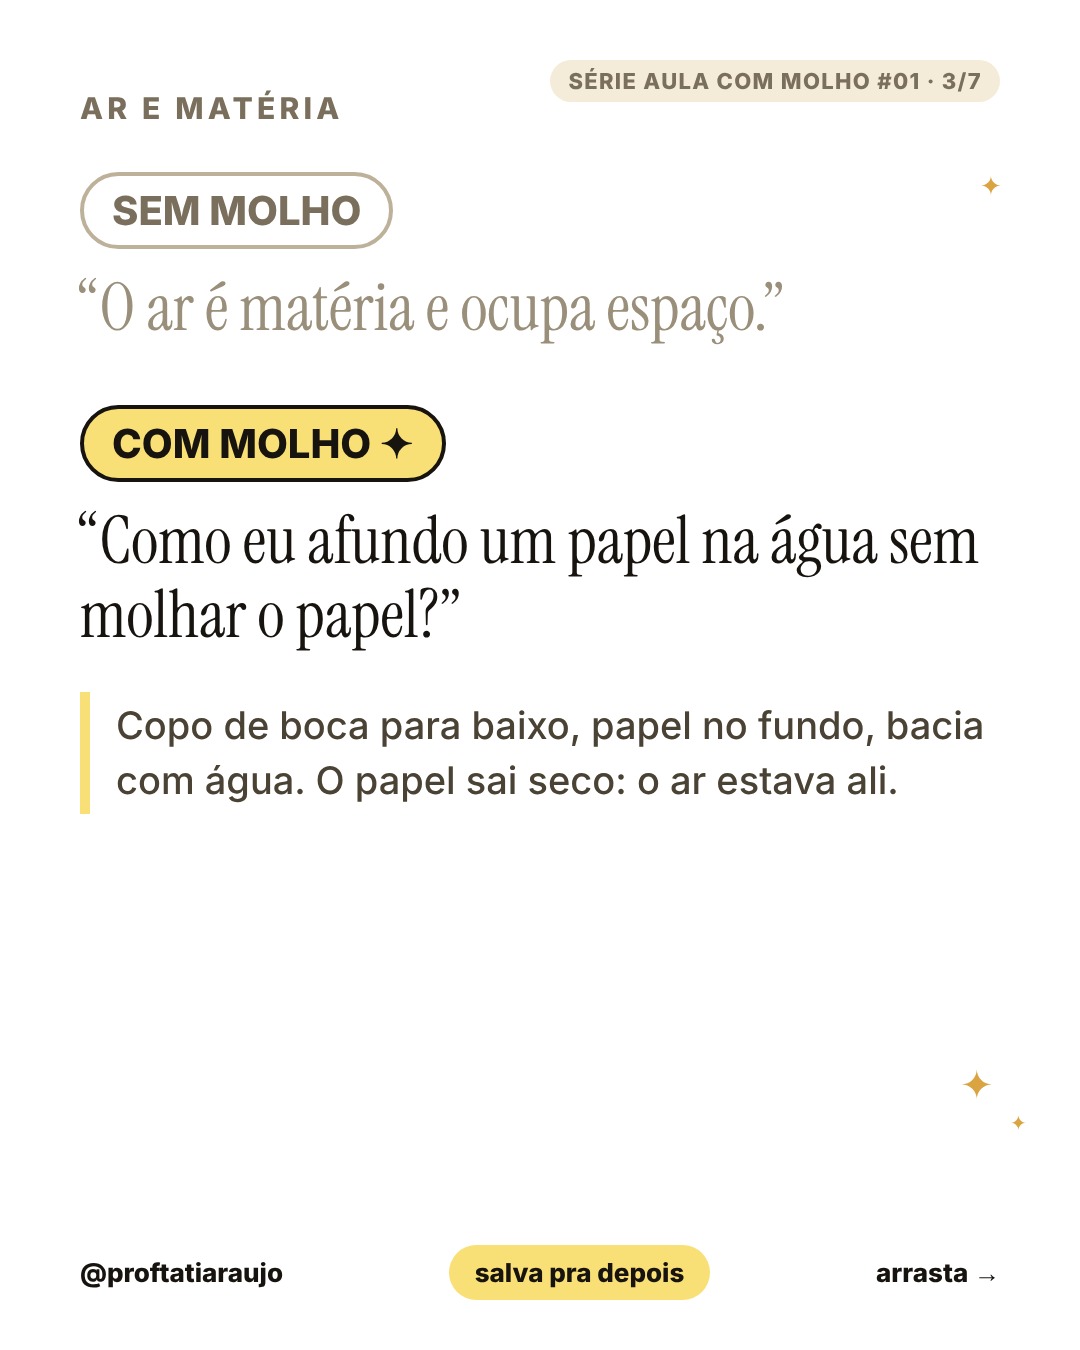 SÉRIE AULA COM MOLHO #01 · 3/7
AR E MATÉRIA
SEM MOLHO
“O ar é matéria e ocupa espaço.”
COM MOLHO ✦
“Como eu afundo um papel na água sem
molhar o papel?”
Copo de boca para baixo, papel no fundo, bacia
com água. O papel sai seco: o ar estava ali.
@proftatiaraujo
salva pra depois
arrasta →